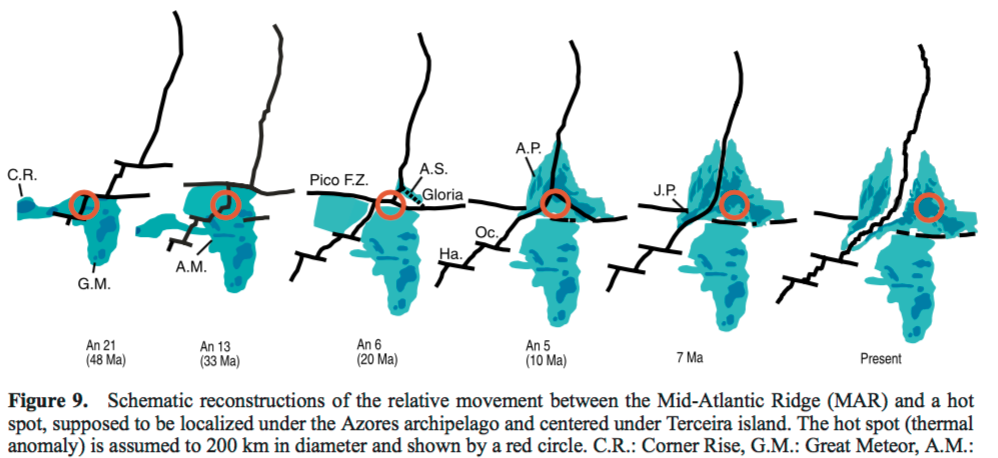 C.R.
G.M.
A.M.
Pico F.Z.
A.S.
Gloria
Ha.
Oc.
A.P.
J.P.
An 21
(48 Ma)
An 13
(33 Ma)
An 6
(20 Ma)
An 5
(10 Ma)
7 Ma
Present
Figure 9. Schematic reconstructions of the relative movement between the Mid-Atlantic Ridge (MAR) and a hot
spot, supposed to be localized under the Azores archipelago and centered under Terceira island. The hot spot (thermal
anomaly) is assumed to 200 km in diameter and shown by a red circle. C.R.: Corner Rise, G.M.: Great Meteor, A.M.: